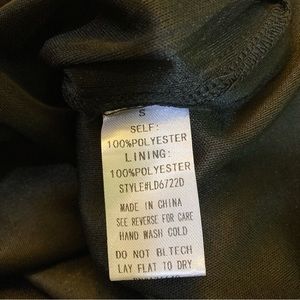 S
SELF:
100%POLYESTER
LINING:
100%POLYESTER
STYLE#LD6722D
MADE IN CHINA
SEE REVERSE FOR CARE
HAND WASH COLD
DO NOT BLTECH
LAY FLAT TO DRY